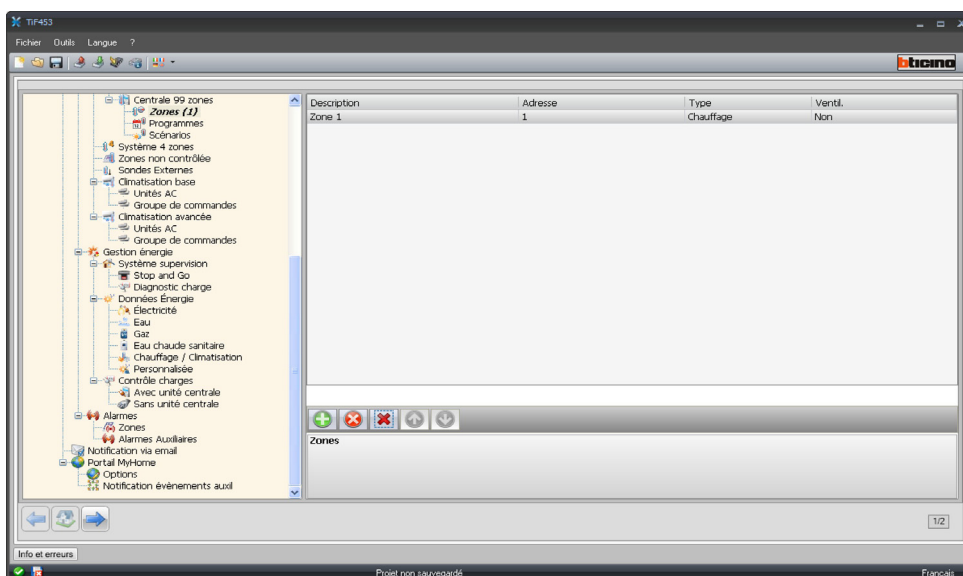 TiF453
Fichier Outils Langue ?
bticino
Centrale 99 zones
Zones (1)
Programmes
Scénarios
Système 4 zones
Zones non contrôlée
Sondes Externes
Climatisation base
Unités AC
Groupe de commandes
Climatisation avancée
Unités AC
Groupe de commandes
Gestion énergie
Système supervision
Stop and Go
Diagnostic charge
Données Énergie
Électricité
Eau
Gaz
Eau chaude sanitaire
Chauffage / Climatisation
Personnalisée
Contrôle charges
Avec unité centrale
Sans unité centrale
Alarmes
Zones
Alarmes Auxiliaires
Notification via email
Portail MyHome
Options
Notification évènements auxil
Description Adresse Type Ventil.
Zone 1 1 Chauffage Non
Zones
1/2
Info et erreurs
Projet non sauvegardé Français